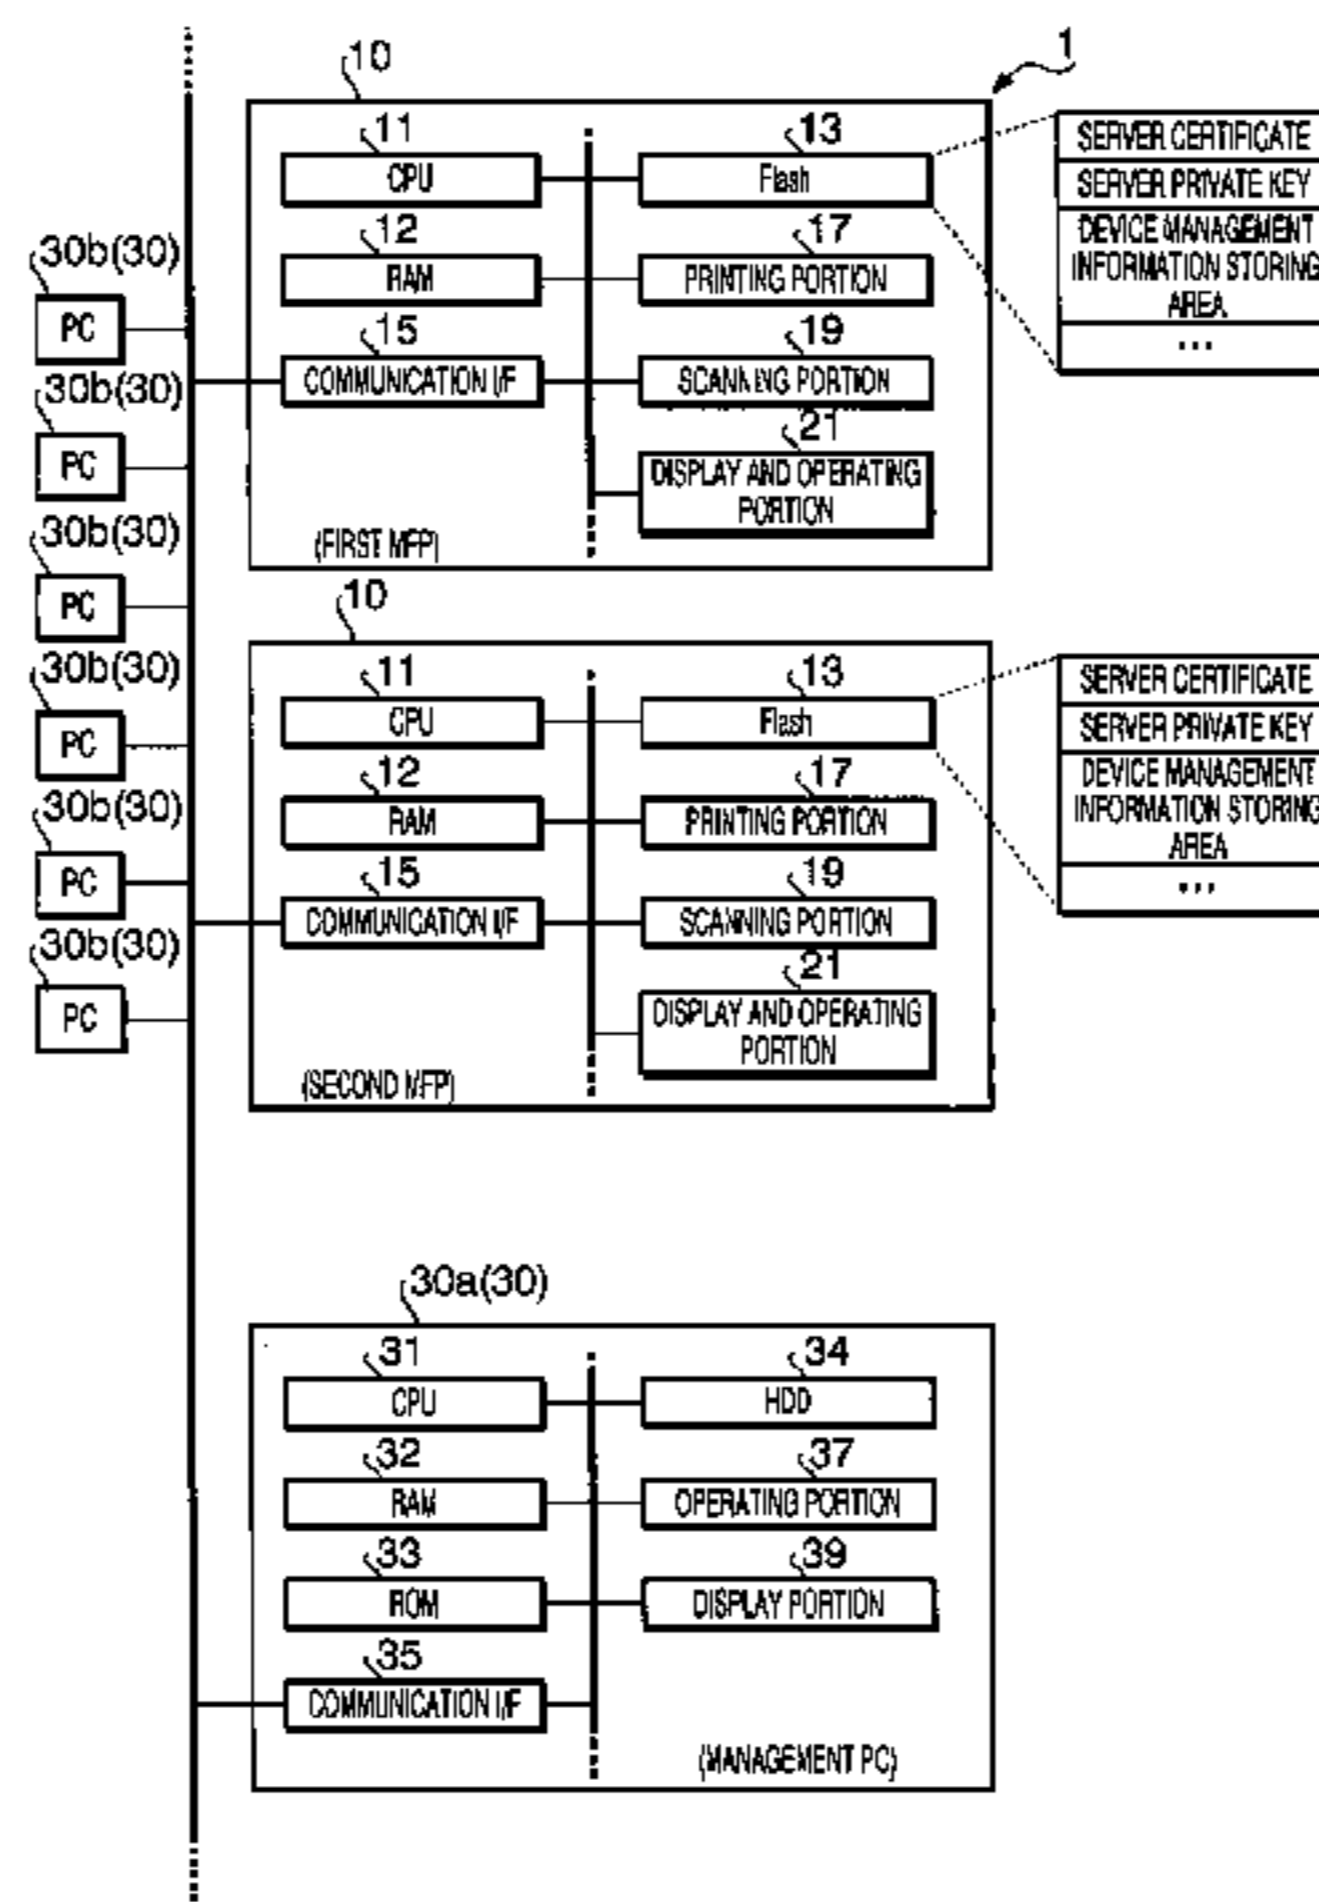 1
10
11
CPU
13
Flash
12
RAM
17
PRINTING PORTION
15
COMMUNICATION I/F
19
SCANNING PORTION
21
DISPLAY AND OPERATING
PORTION
(FIRST MFP)
SERVER CERTIFICATE
SERVER PRIVATE KEY
DEVICE MANAGEMENT
INFORMATION STORING
AREA
...
30b(30)
PC
30b(30)
PC
30b(30)
PC
30b(30)
PC
30b(30)
PC
30b(30)
PC
10
11
CPU
13
Flash
12
RAM
17
PRINTING PORTION
15
COMMUNICATION I/F
19
SCANNING PORTION
21
DISPLAY AND OPERATING
PORTION
(SECOND MFP)
SERVER CERTIFICATE
SERVER PRIVATE KEY
DEVICE MANAGEMENT
INFORMATION STORING
AREA
...
30a(30)
31
CPU
34
HDD
32
RAM
37
OPERATING PORTION
33
ROM
39
DISPLAY PORTION
35
COMMUNICATION I/F
(MANAGEMENT PC)